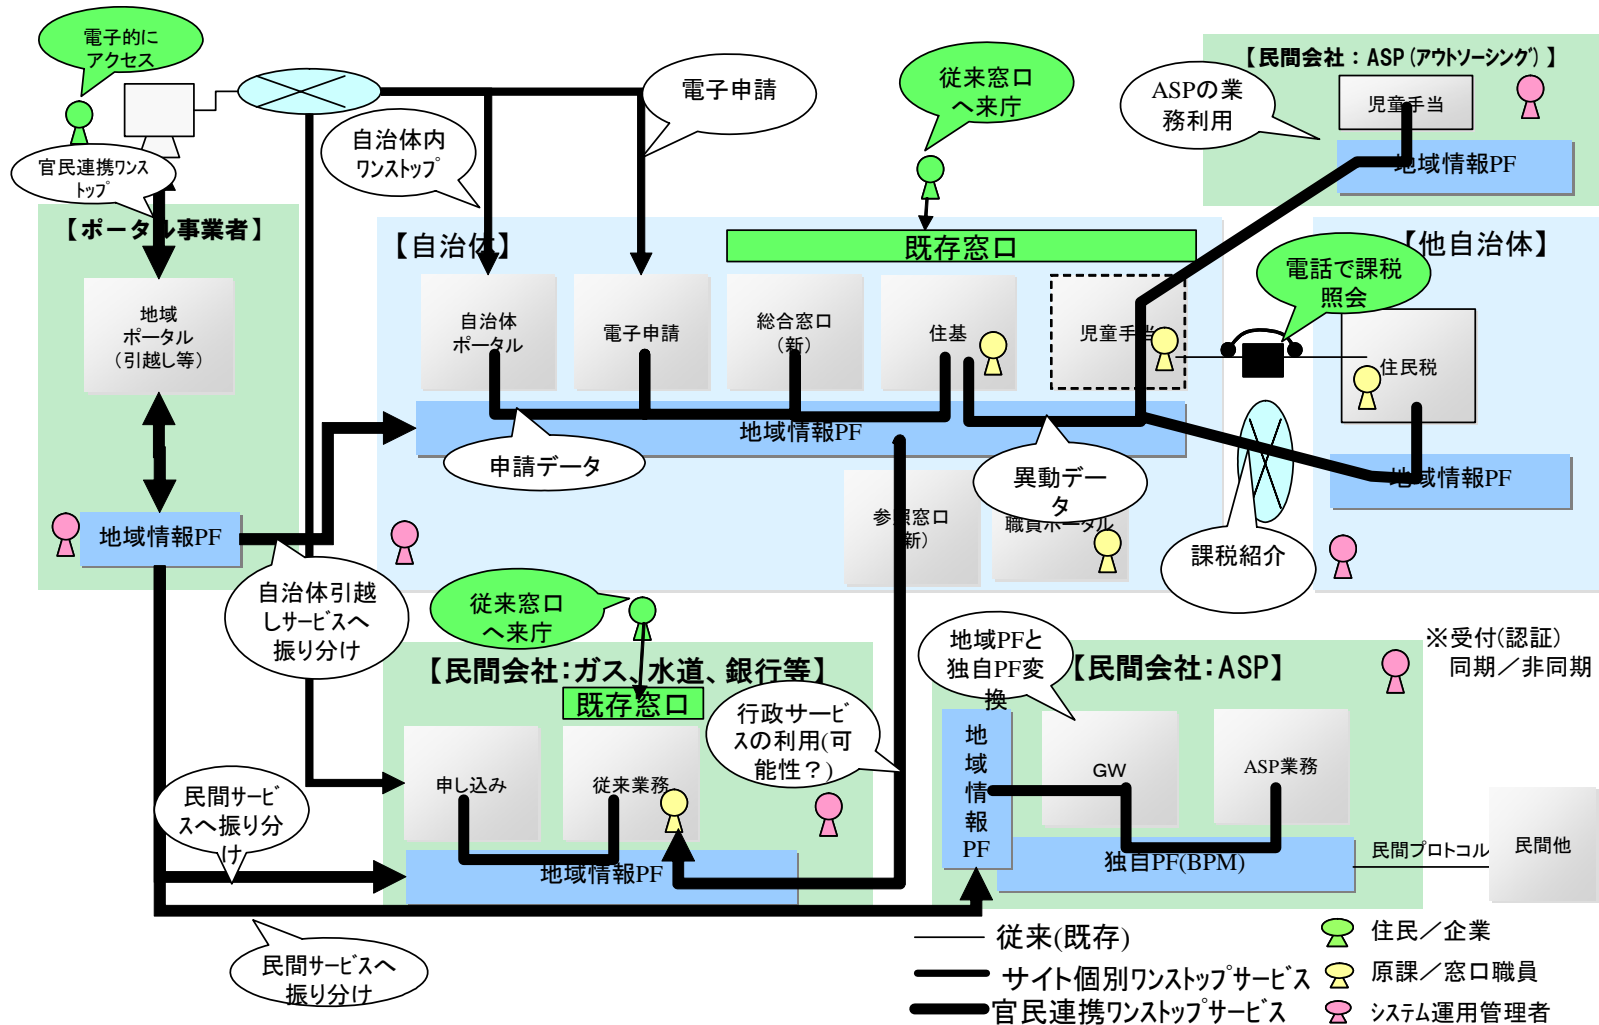 電子的に
アクセス
官民連携ワンス
トップ
【ポータル事業者】
地域
ポータル
（引越し等）
地域情報PF
自治体内
ワンストップ
電子申請
従来窓口
へ来庁
ASPの業
務利用
【民間会社：ASP（アウトソーシング）】
児童手当
地域情報PF
【自治体】
既存窓口
自治体
ポータル
電子申請
総合窓口
（新）
住基
児童手当
地域情報PF
申請データ
異動デー
タ
参照窓口
（新）
職員ポータル
【他自治体】
電話で課税
照会
住民税
地域情報PF
課税紹介
自治体引越
しサービスへ
振り分け
従来窓口
へ来庁
【民間会社：ガス、水道、銀行等】
既存窓口
申し込み
従来業務
地域情報PF
行政サービ
スの利用(可
能性？)
民間サービ
スへ振り分
け
民間サービスへ
振り分け
地域PFと
独自PF変
換
【民間会社：ASP】
地
域
情
報
PF
GW
ASP業務
独自PF(BPM)
民間プロトコル
民間他
※受付(認証)
同期／非同期
従来(既存)
サイト個別ワンストップサービス
官民連携ワンストップサービス
住民／企業
原課／窓口職員
システム運用管理者